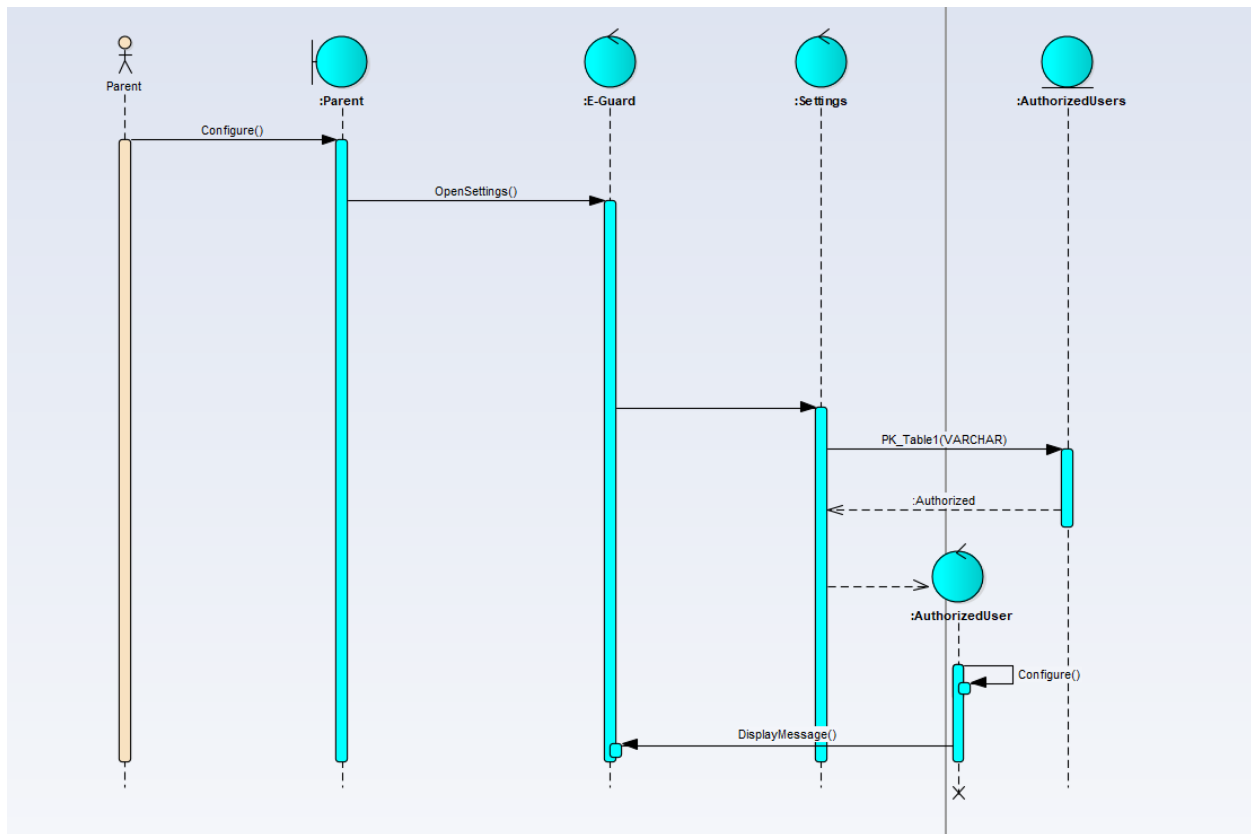 Parent
:Parent
:E-Guard
:Settings
:AuthorizedUsers
Configure()
OpenSettings()
PK_Table1(VARCHAR)
:Authorized
:AuthorizedUser
Configure()
DisplayMessage()